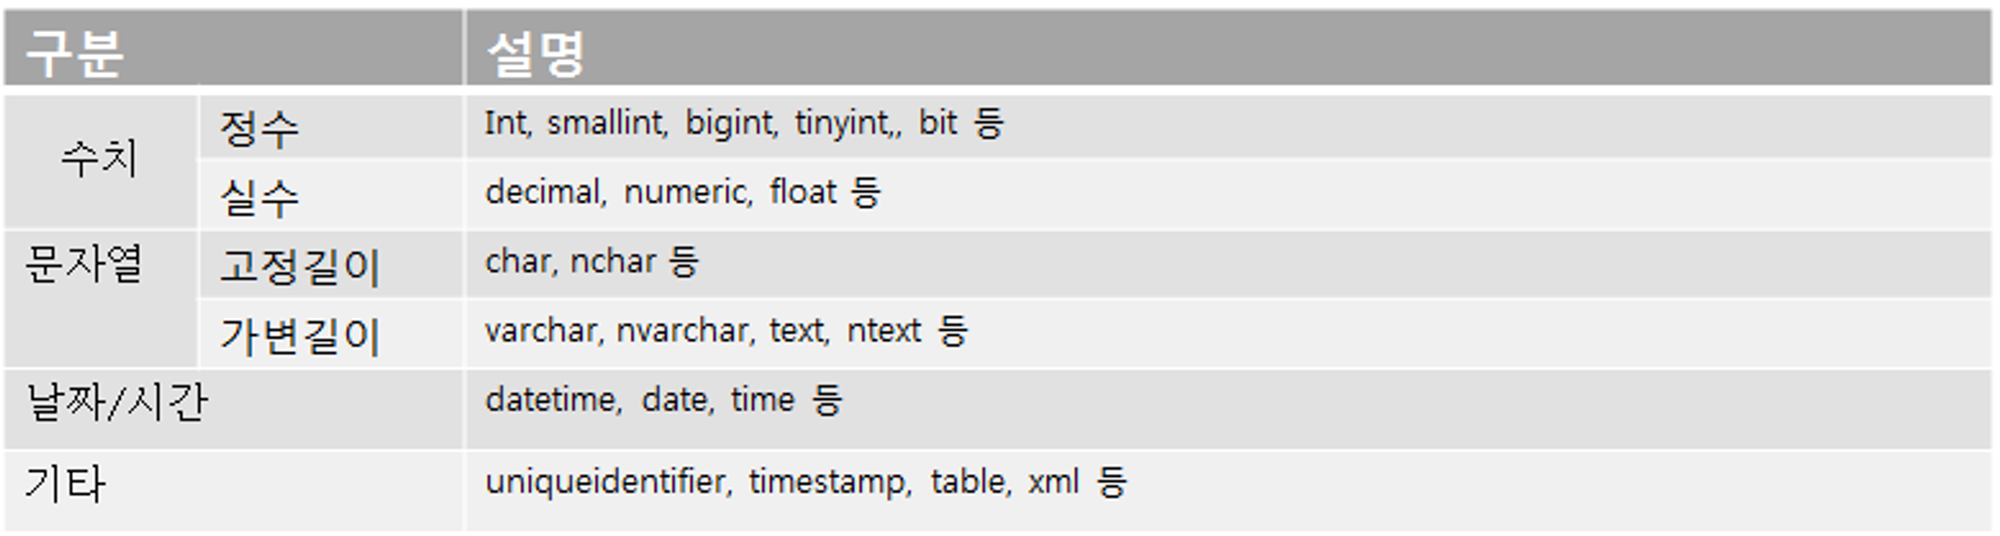 구분 설명
수치 정수 Int, smallint, bigint, tinyint,, bit 등
실수 decimal, numeric, float 등
문자열 고정길이 char, nchar 등
가변길이 varchar, nvarchar, text, ntext 등
날짜/시간 datetime, date, time 등
기타 uniqueidentifier, timestamp, table, xml 등